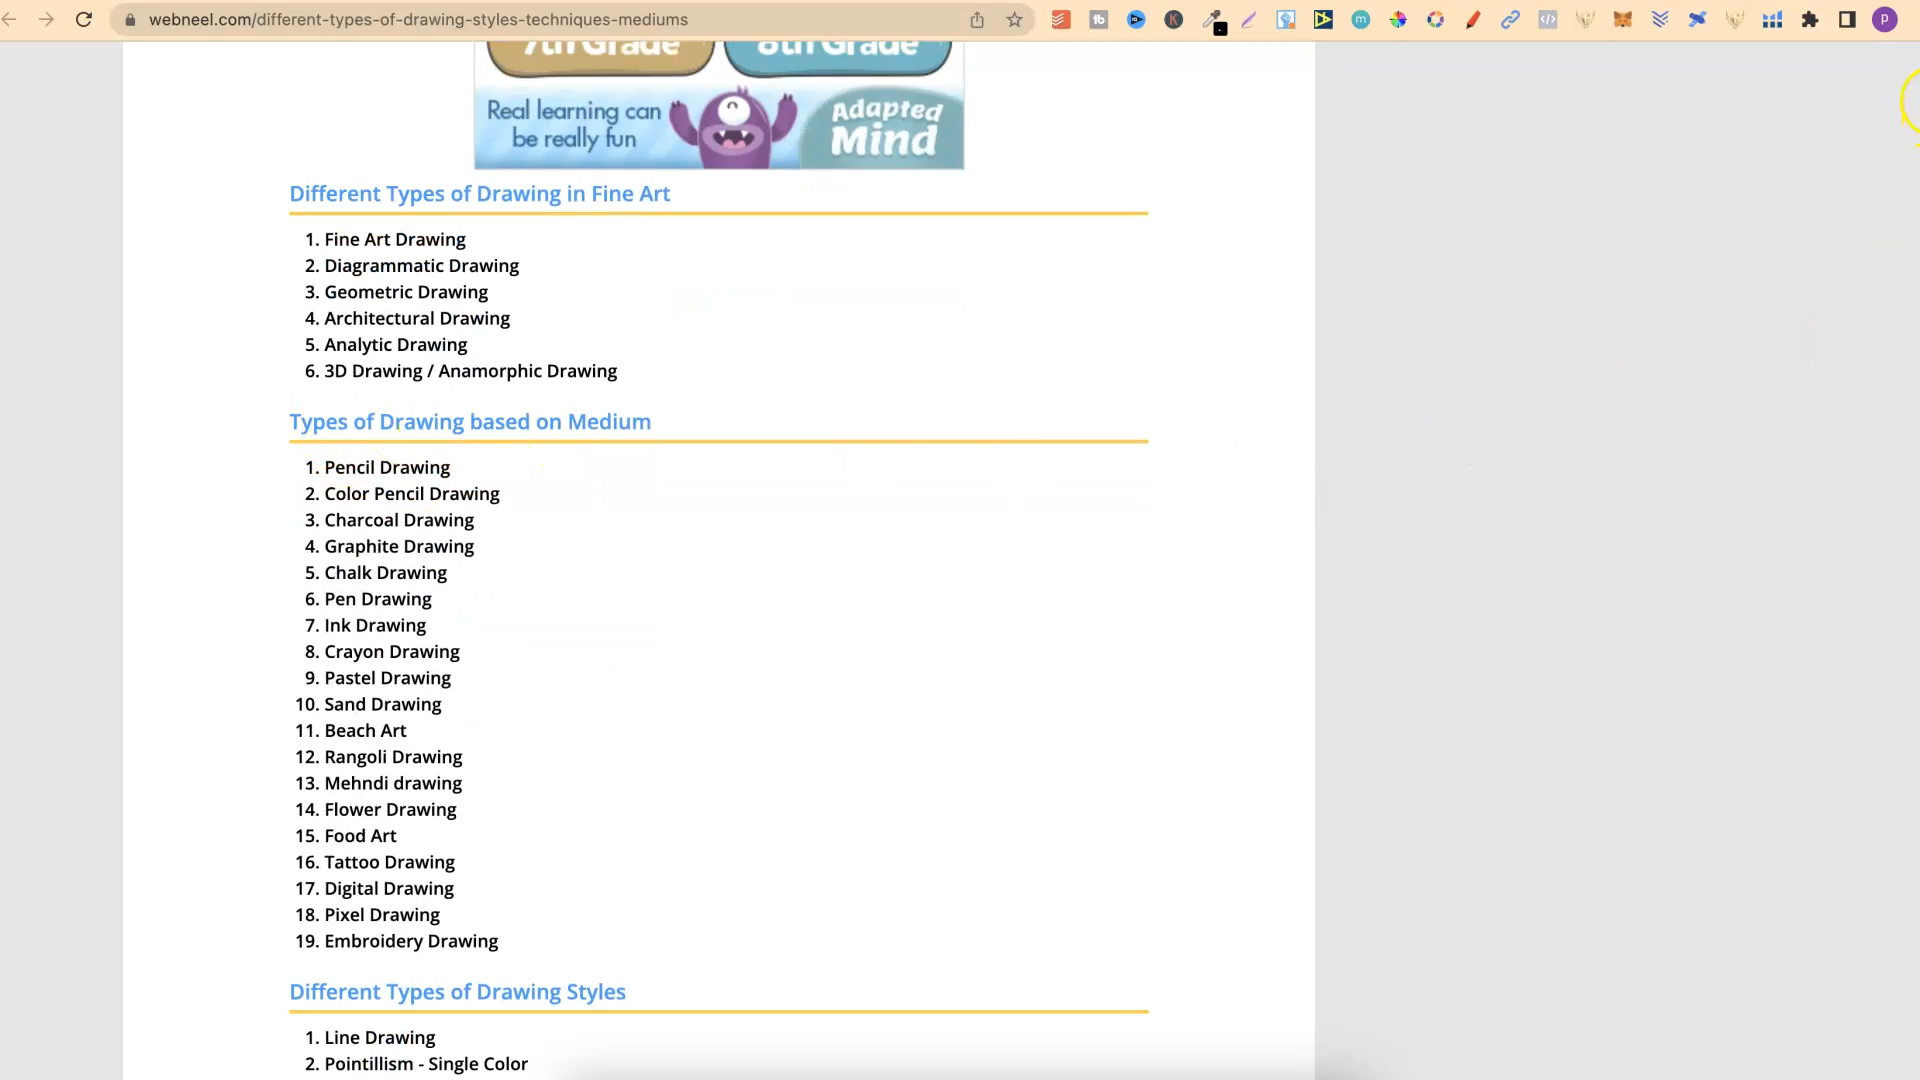 webneel.com/different-types-of-drawing-styles-techniques-mediums
7th Grade
8th Grade
Real learning can
be really fun
Adapted
Mind
Different Types of Drawing in Fine Art
1. Fine Art Drawing
2. Diagrammatic Drawing
3. Geometric Drawing
4. Architectural Drawing
5. Analytic Drawing
6. 3D Drawing / Anamorphic Drawing
Types of Drawing based on Medium
1. Pencil Drawing
2. Color Pencil Drawing
3. Charcoal Drawing
4. Graphite Drawing
5. Chalk Drawing
6. Pen Drawing
7. Ink Drawing
8. Crayon Drawing
9. Pastel Drawing
10. Sand Drawing
11. Beach Art
12. Rangoli Drawing
13. Mehndi drawing
14. Flower Drawing
15. Food Art
16. Tattoo Drawing
17. Digital Drawing
18. Pixel Drawing
19. Embroidery Drawing
Different Types of Drawing Styles
1. Line Drawing
2. Pointillism - Single Color